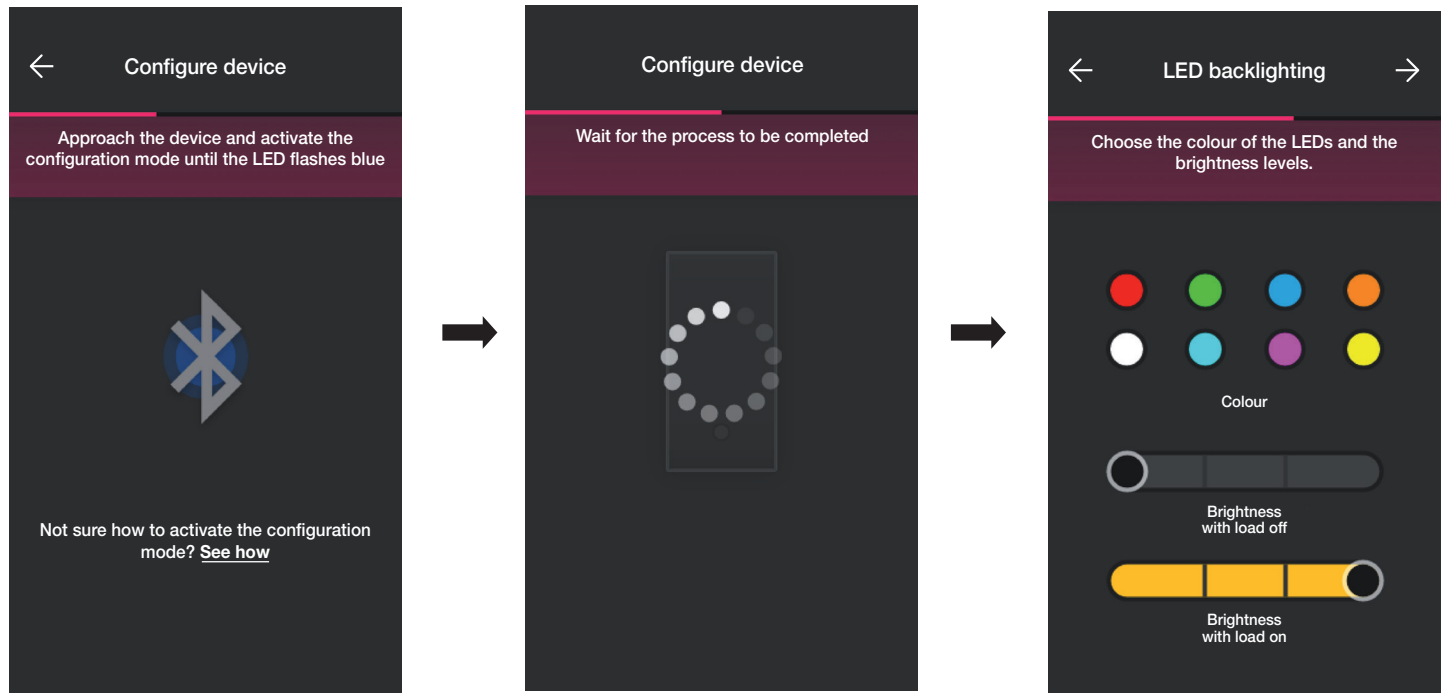 Configure device
Approach the device and activate the
configuration mode until the LED flashes blue
Not sure how to activate the configuration
mode? See how
Configure device
Wait for the process to be completed
LED backlighting
Choose the colour of the LEDs and the
brightness levels.
Colour
Brightness
with load off
Brightness
with load on